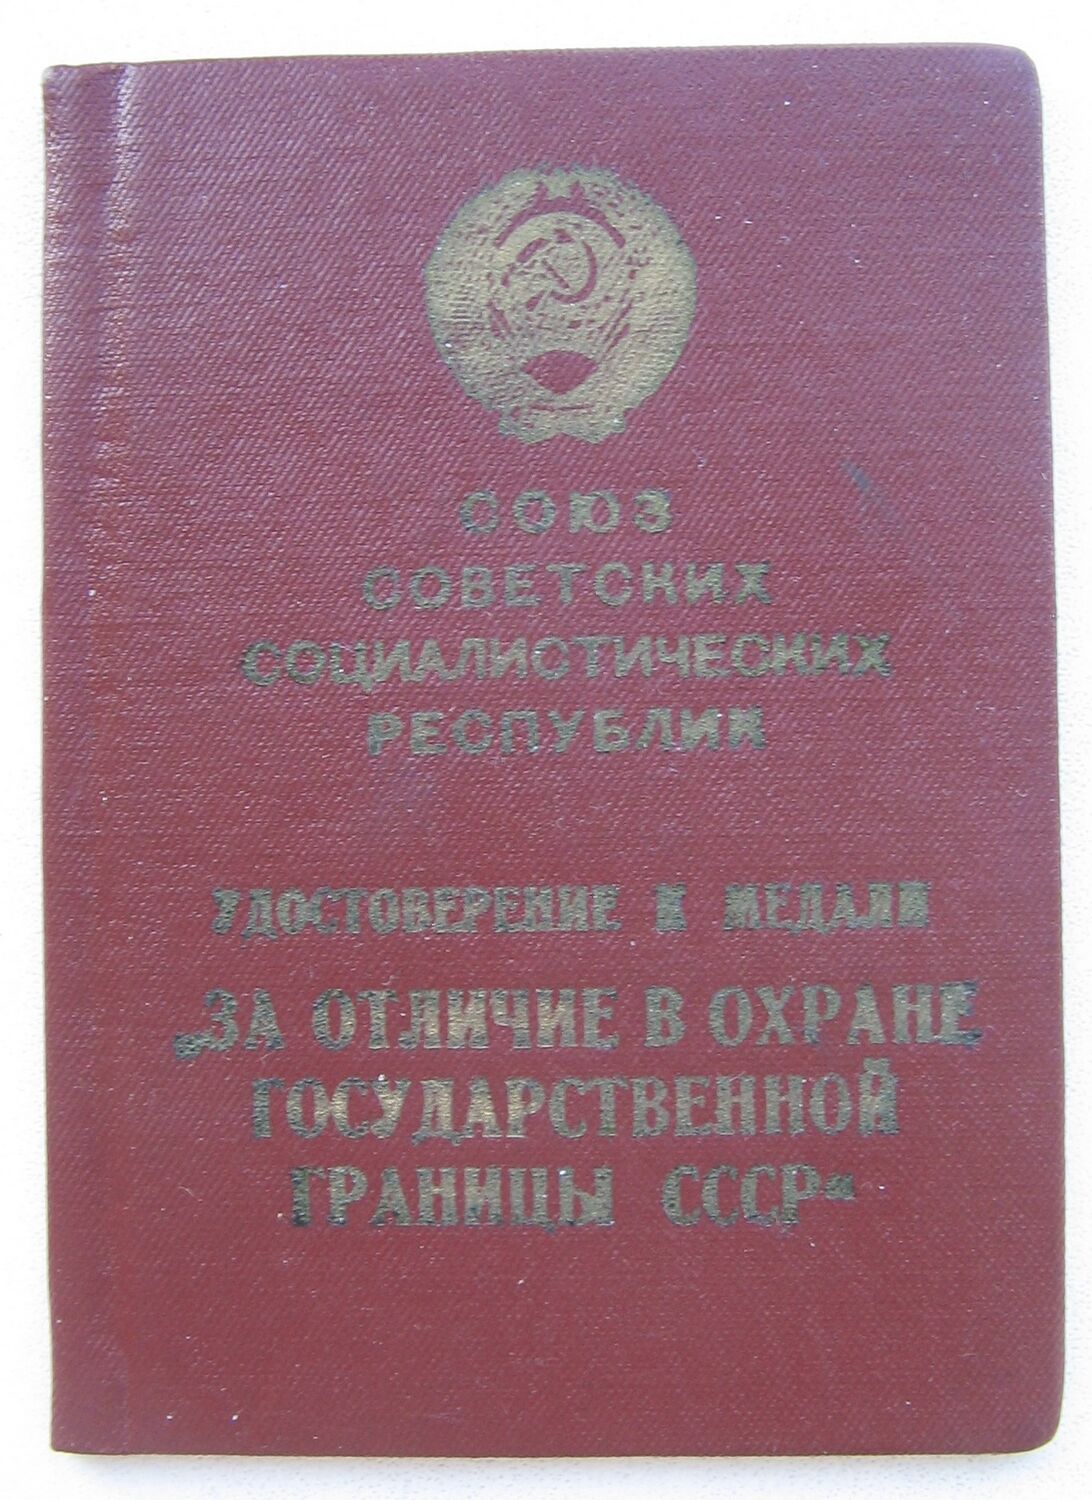 СОЮЗ
СОВЕТСКИХ
СОЦИАЛИСТИЧЕСКИХ
РЕСПУБЛИК
УДОСТОВЕРЕНИЕ К МЕДАЛИ
„ЗА ОТЛИЧИЕ В ОХРАНЕ
ГОСУДАРСТВЕННОЙ
ГРАНИЦЫ СССР“